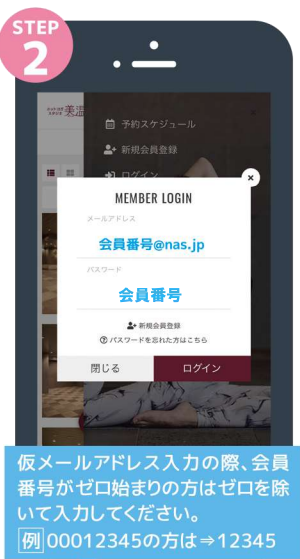 STEP
2
美温
予約スケジュール
新規会員登録
ログイン
MEMBER LOGIN
メールアドレス
会員番号@nas.jp
パスワード
会員番号
新規会員登録
パスワードを忘れた方はこちら
閉じる ログイン
仮メールアドレス入力の際、会員
番号がゼロ始まりの方はゼロを除
いて入力してください。
例 00012345の方は⇒12345